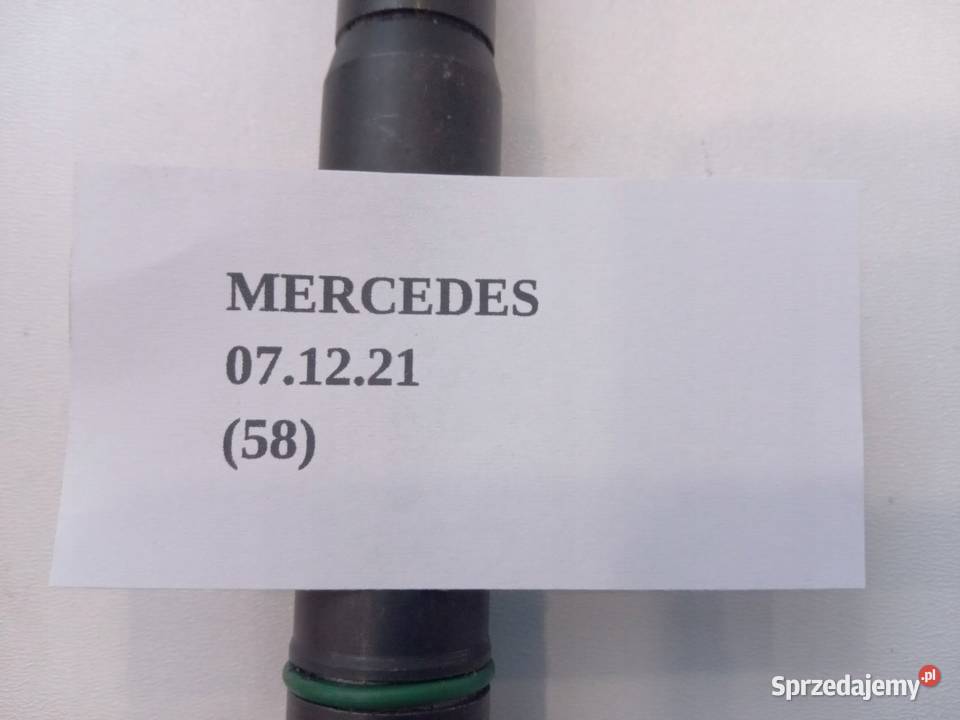 MERCEDES
07.12.21
(58)
Sprzedajemy.pl